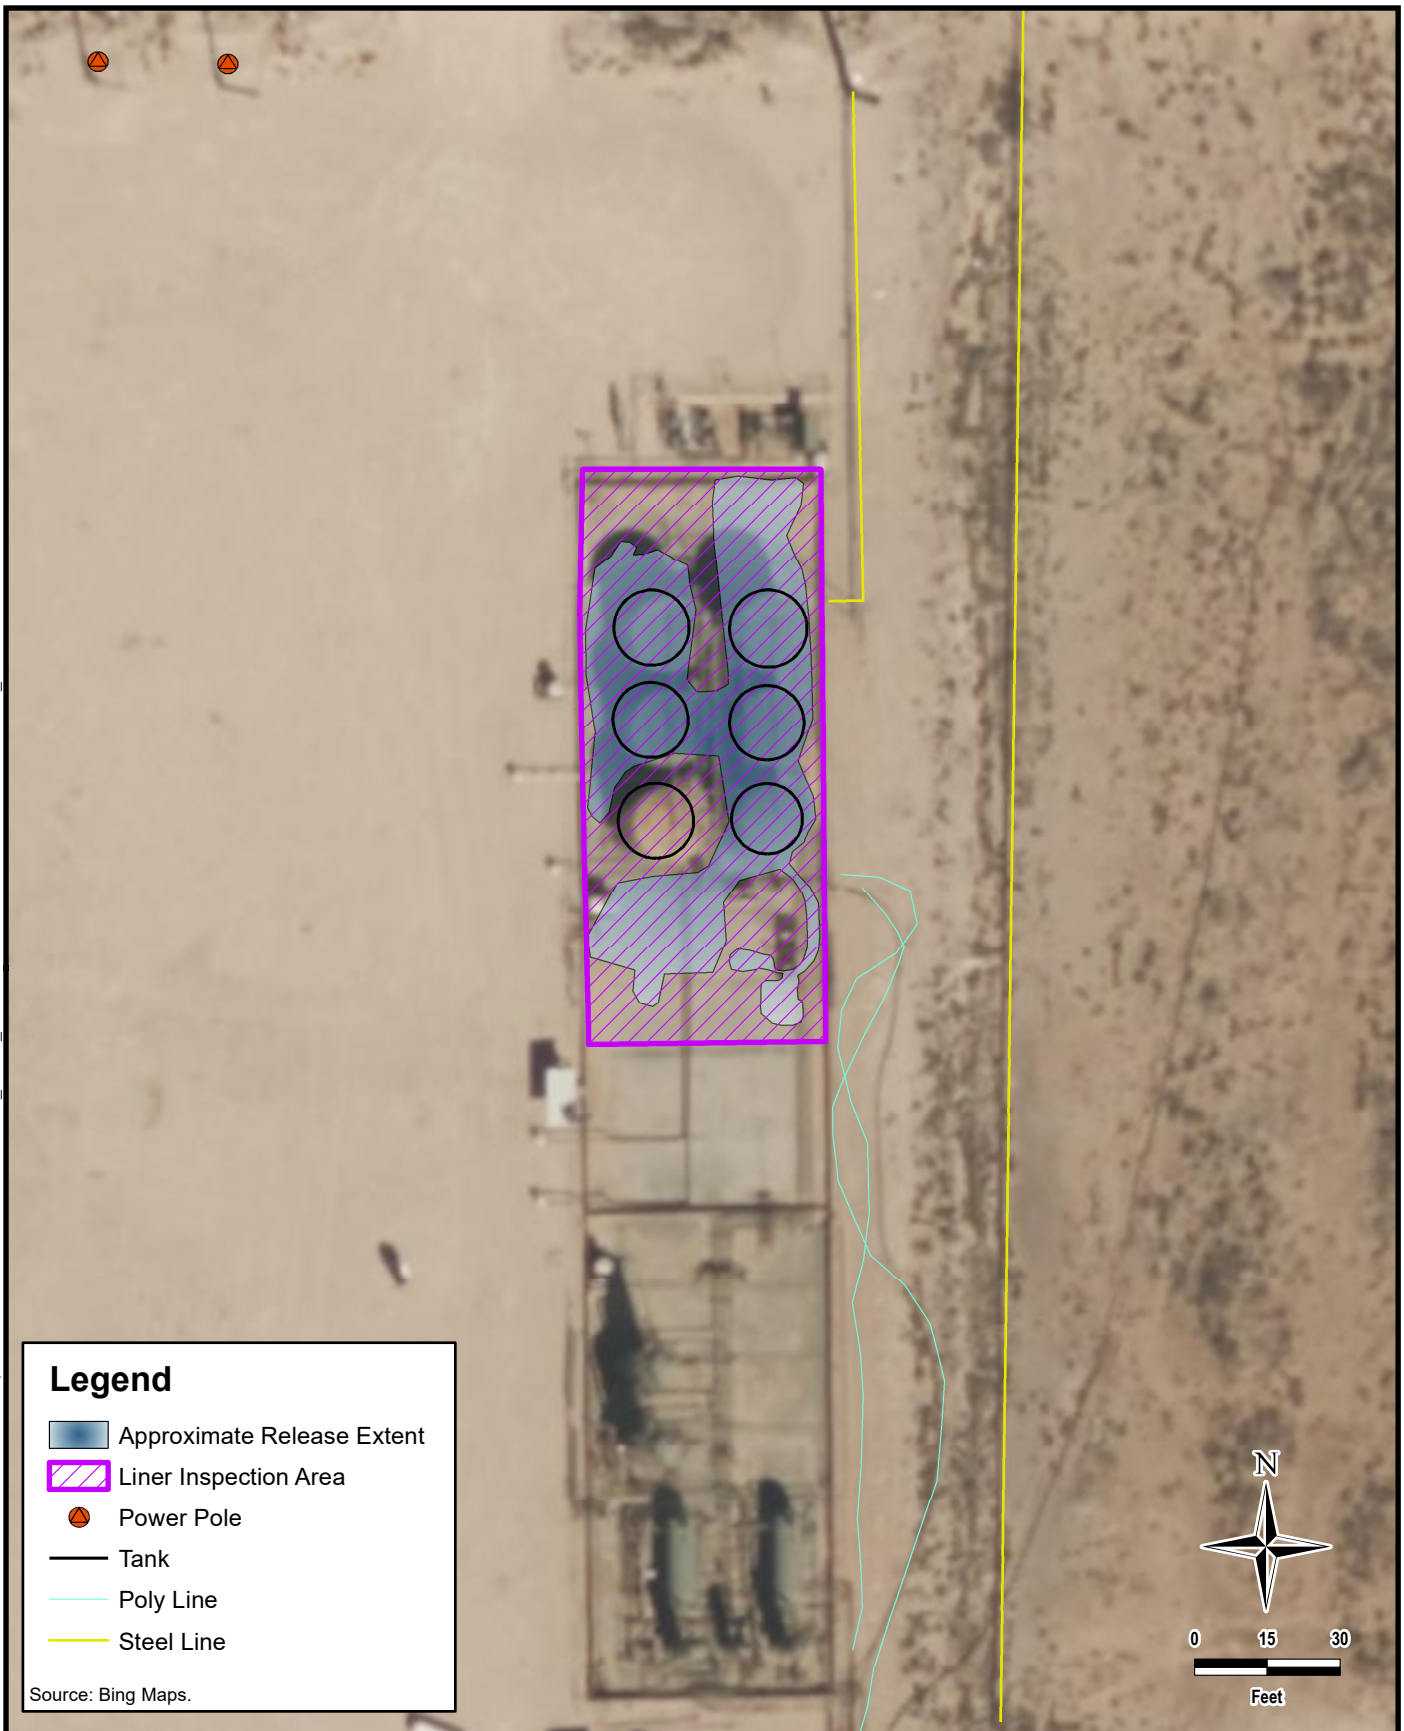 Legend
Approximate Release Extent
Liner Inspection Area
Power Pole
Tank
Poly Line
Steel Line
Source: Bing Maps.
N
0 15 30
Feet